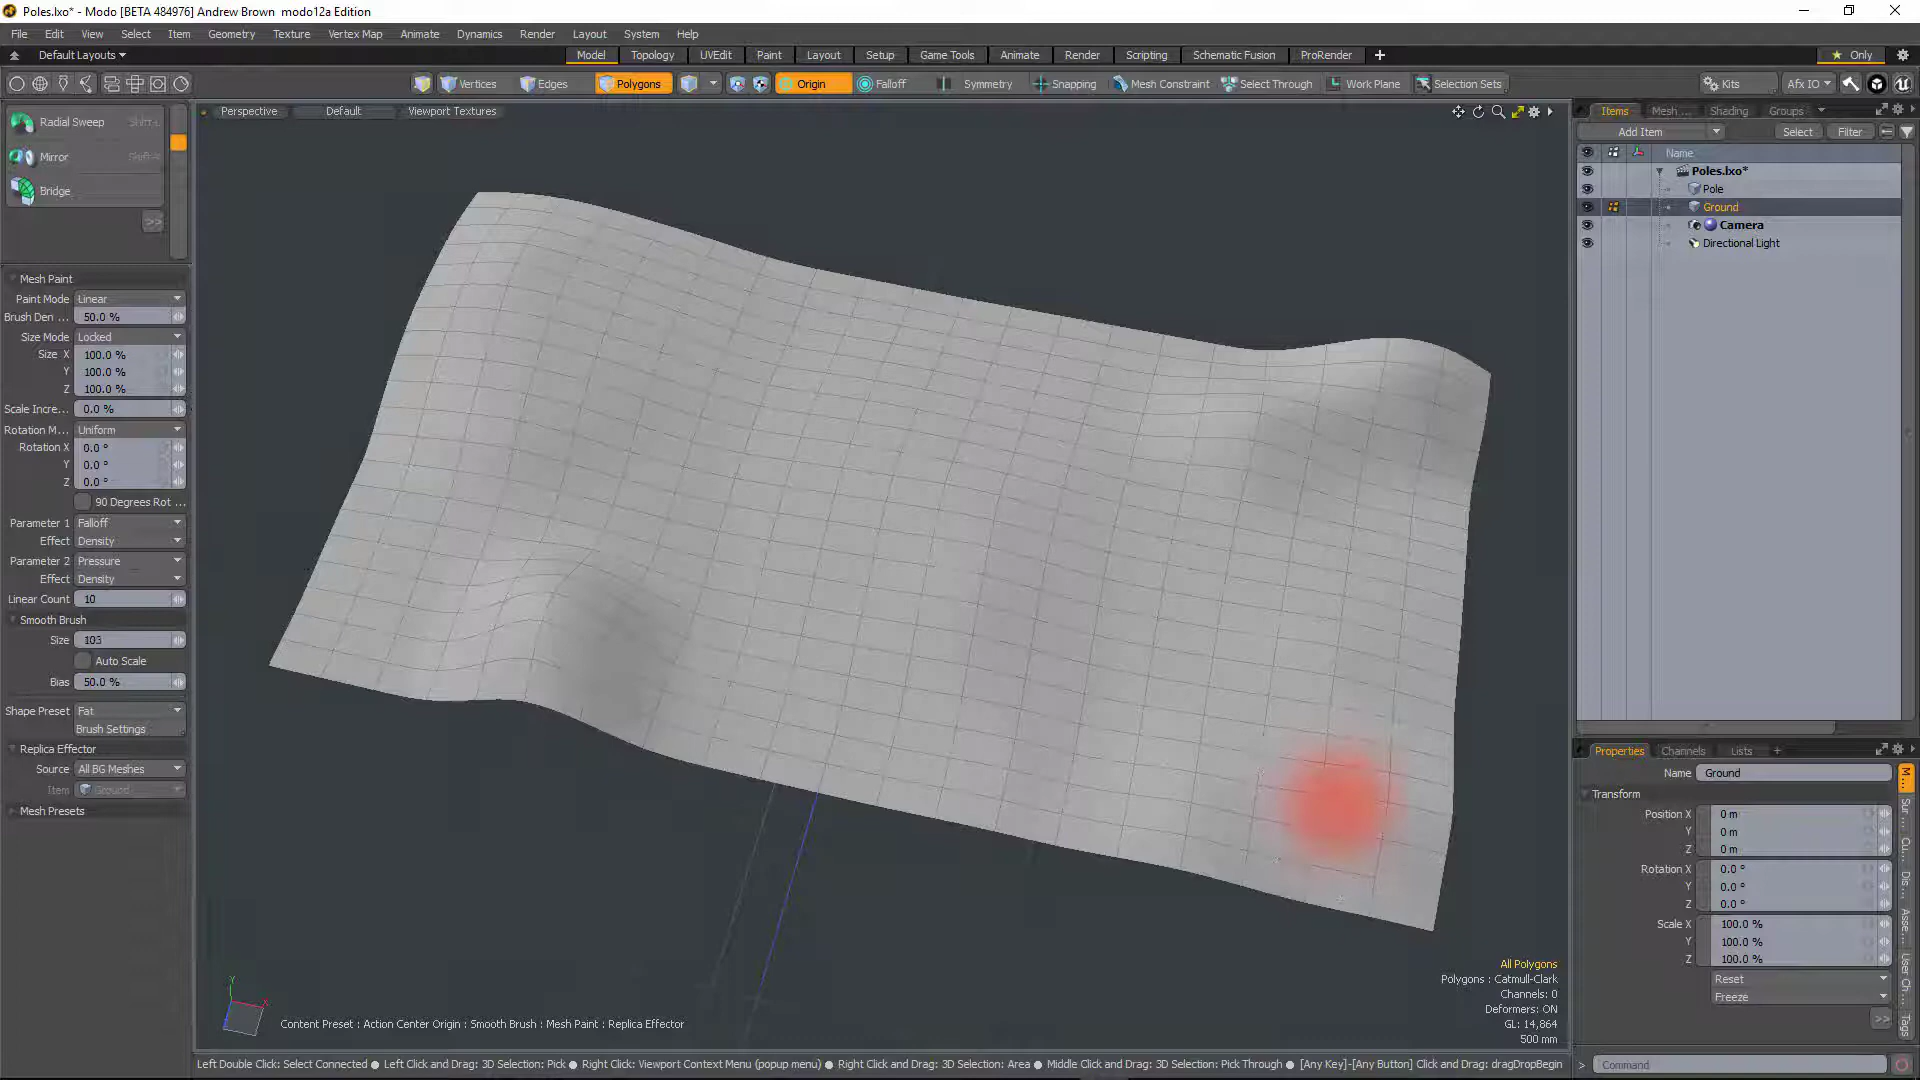 Poles.lxo* - Modo [BETA 484976] Andrew Brown modo12a Edition
File Edit View Select Item Geometry Texture Vertex Map Animate Dynamics Render Layout System Help
Default Layouts
Model Topology UVEdit Paint Layout Setup Game Tools Animate Render Scripting Schematic Fusion ProRender
Only
Vertices Edges Polygons Origin Falloff Symmetry Snapping Mesh Constraint Select Through Work Plane Selection Sets Kits Afx IO
Perspective Default Viewport Textures
Radial Sweep Shift-L
Mirror Shift-V
Bridge
>>
Mesh Paint
Paint Mode Linear
Brush Den ... 50.0 %
Size Mode Locked
Size X 100.0 %
Y 100.0 %
Z 100.0 %
Scale Incre... 0.0 %
Rotation M... Uniform
Rotation X 0.0 °
Y 0.0 °
Z 0.0 °
90 Degrees Rot ...
Parameter 1 Falloff
Effect Density
Parameter 2 Pressure
Effect Density
Linear Count 10
Smooth Brush
Size 103
Auto Scale
Bias 50.0 %
Shape Preset Fat
Brush Settings
Replica Effector
Source All BG Meshes
Item Ground
Mesh Presets
Items Mesh ... Shading Groups
Add Item Select Filter
Name
Poles.lxo*
Pole
Ground
Camera
Directional Light
Properties Channels Lists +
Name Ground
Transform
Position X 0 m
Y 0 m
Z 0 m
Rotation X 0.0 °
Y 0.0 °
Z 0.0 °
Scale X 100.0 %
Y 100.0 %
Z 100.0 %
Reset
Freeze
>>
M...
Sur...
Cu...
Dis...
Asse...
User Ch...
Tags
All Polygons
Polygons : Catmull-Clark
Channels: 0
Deformers: ON
GL: 14,864
500 mm
Y
X
Content Preset : Action Center Origin : Smooth Brush : Mesh Paint : Replica Effector
Left Double Click: Select Connected ● Left Click and Drag: 3D Selection: Pick ● Right Click: Viewport Context Menu (popup menu) ● Right Click and Drag: 3D Selection: Area ● Middle Click and Drag: 3D Selection: Pick Through ● [Any Key]-[Any Button] Click and Drag: dragDropBegin
> Command